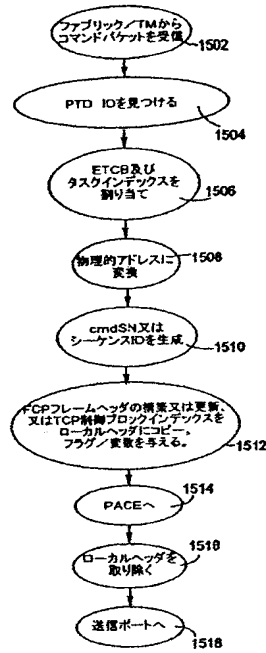 ファブリック／TMから
コマンドパケットを受信
1502
PTD IOを見つける
1504
ETCB及び
タスクインデックスを
割り当て
1506
物理的アドレスに
変換
1508
cmdSN又は
シーケンスIDを生成
1510
FCPフレームヘッダの構築又は更新、
又はTCP制御ブロックインデックスを
ローカルヘッダにコピー。
フラグ／変数を与える。
1512
PACEへ
1514
ローカルヘッダを
取り除く
1516
送信ポートへ
1518